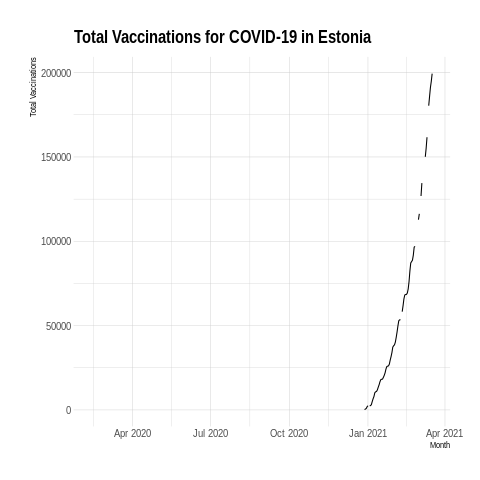 Total Vaccinations for COVID-19 in Estonia
Total Vaccinations
200000
150000
100000
50000
0
Apr 2020 Jul 2020 Oct 2020 Jan 2021 Apr 2021
Month